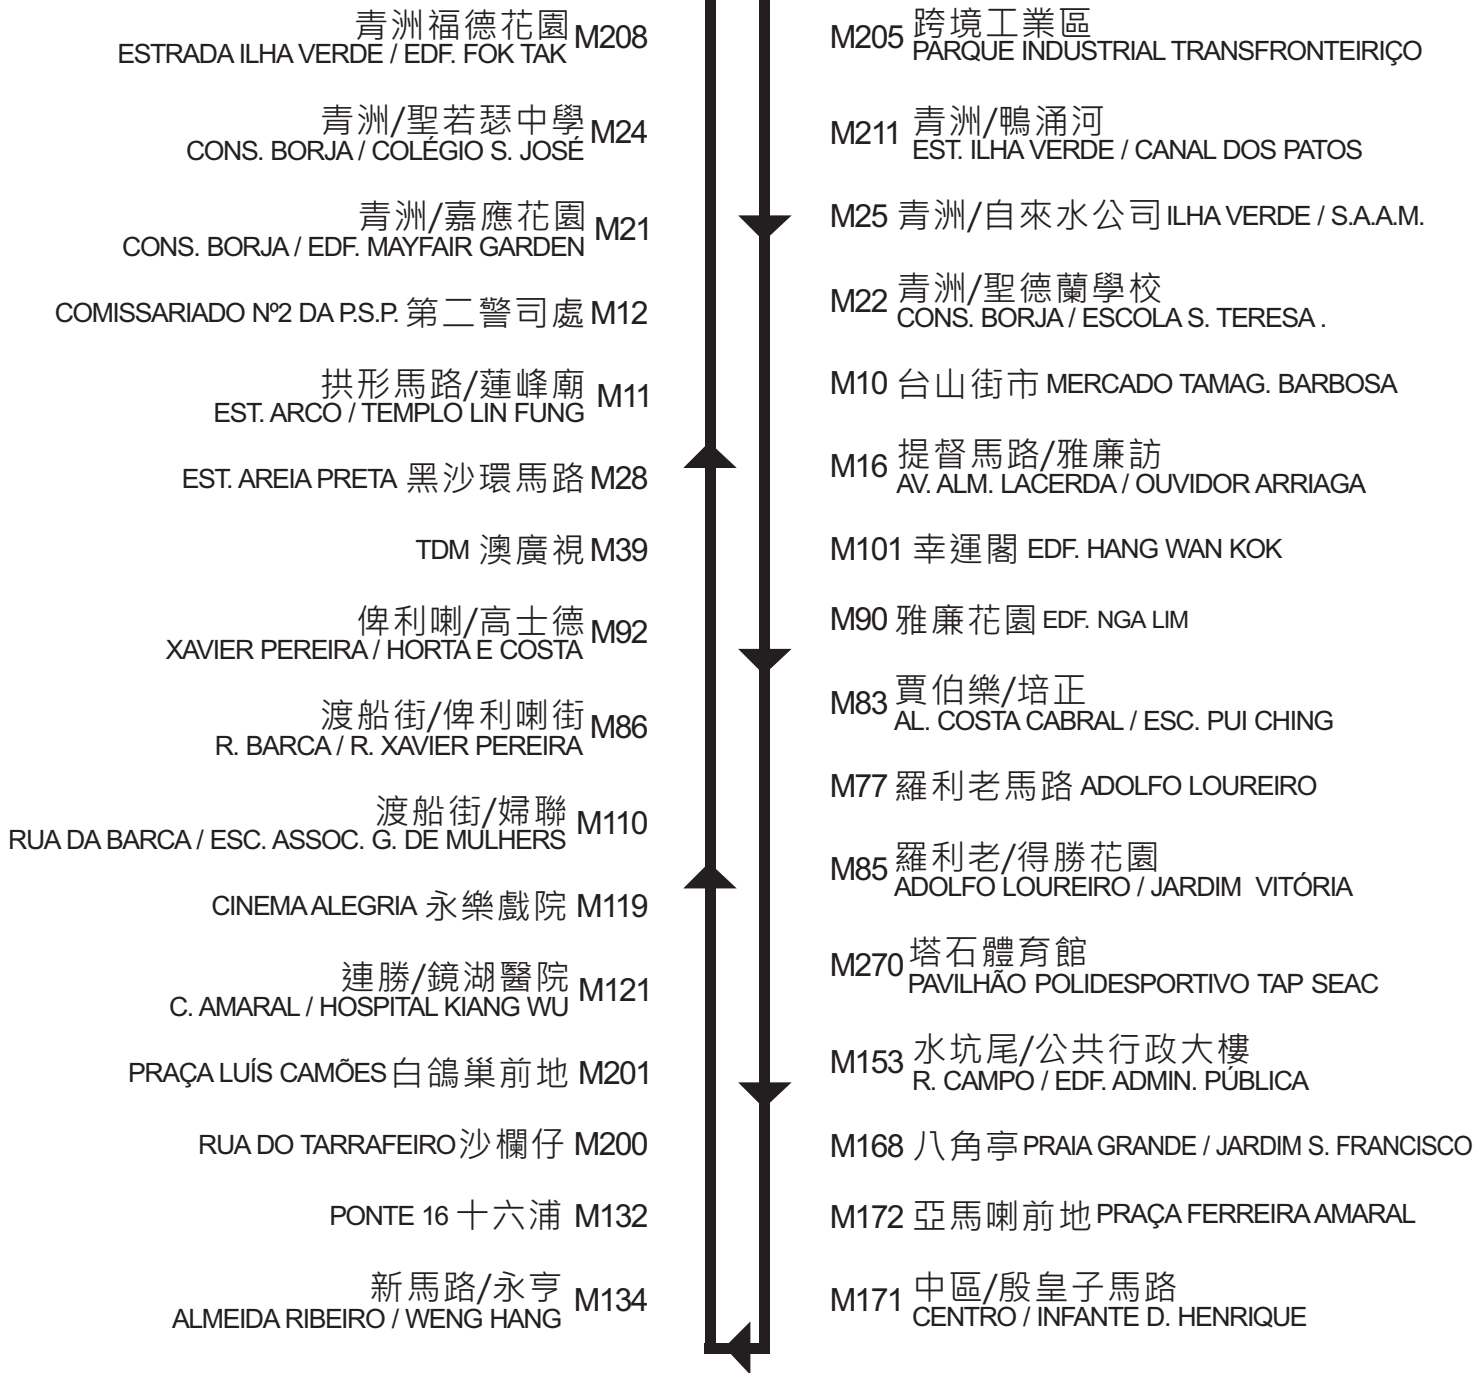 青洲福德花園 M208
ESTRADA ILHA VERDE / EDF. FOK TAK
青洲/聖若瑟中學 M24
CONS. BORJA / COLÉGIO S. JOSÉ
青洲/嘉應花園 M21
CONS. BORJA / EDF. MAYFAIR GARDEN
COMISSARIADO Nº2 DA P.S.P. 第二警司處 M12
拱形馬路/蓮峰廟 M11
EST. ARCO / TEMPLO LIN FUNG
EST. AREIA PRETA 黑沙環馬路 M28
TDM 澳廣視 M39
俾利喇/高士德 M92
XAVIER PEREIRA / HORTA E COSTA
渡船街/俾利喇街 M86
R. BARCA / R. XAVIER PEREIRA
渡船街/婦聯 M110
RUA DA BARCA / ESC. ASSOC. G. DE MULHERS
CINEMA ALEGRIA 永樂戲院 M119
連勝/鏡湖醫院 M121
C. AMARAL / HOSPITAL KIANG WU
PRAÇA LUÍS CAMÕES 白鴿巢前地 M201
RUA DO TARRAFEIRO 沙欄仔 M200
PONTE 16 十六浦 M132
新馬路/永亨 M134
ALMEIDA RIBEIRO / WENG HANG
M205 跨境工業區
PARQUE INDUSTRIAL TRANSFRONTEIRIÇO
M211 青洲/鴨涌河
EST. ILHA VERDE / CANAL DOS PATOS
M25 青洲/自來水公司 ILHA VERDE / S.A.A.M.
M22 青洲/聖德蘭學校
CONS. BORJA / ESCOLA S. TERESA .
M10 台山街市 MERCADO TAMAG. BARBOSA
M16 提督馬路/雅廉訪
AV. ALM. LACERDA / OUVIDOR ARRIAGA
M101 幸運閣 EDF. HANG WAN KOK
M90 雅廉花園 EDF. NGA LIM
M83 賈伯樂/培正
AL. COSTA CABRAL / ESC. PUI CHING
M77 羅利老馬路 ADOLFO LOUREIRO
M85 羅利老/得勝花園
ADOLFO LOUREIRO / JARDIM VITÓRIA
M270 塔石體育館
PAVILHÃO POLIDESPORTIVO TAP SEAC
M153 水坑尾/公共行政大樓
R. CAMPO / EDF. ADMIN. PÚBLICA
M168 八角亭 PRAIA GRANDE / JARDIM S. FRANCISCO
M172 亞馬喇前地 PRAÇA FERREIRA AMARAL
M171 中區/殷皇子馬路
CENTRO / INFANTE D. HENRIQUE